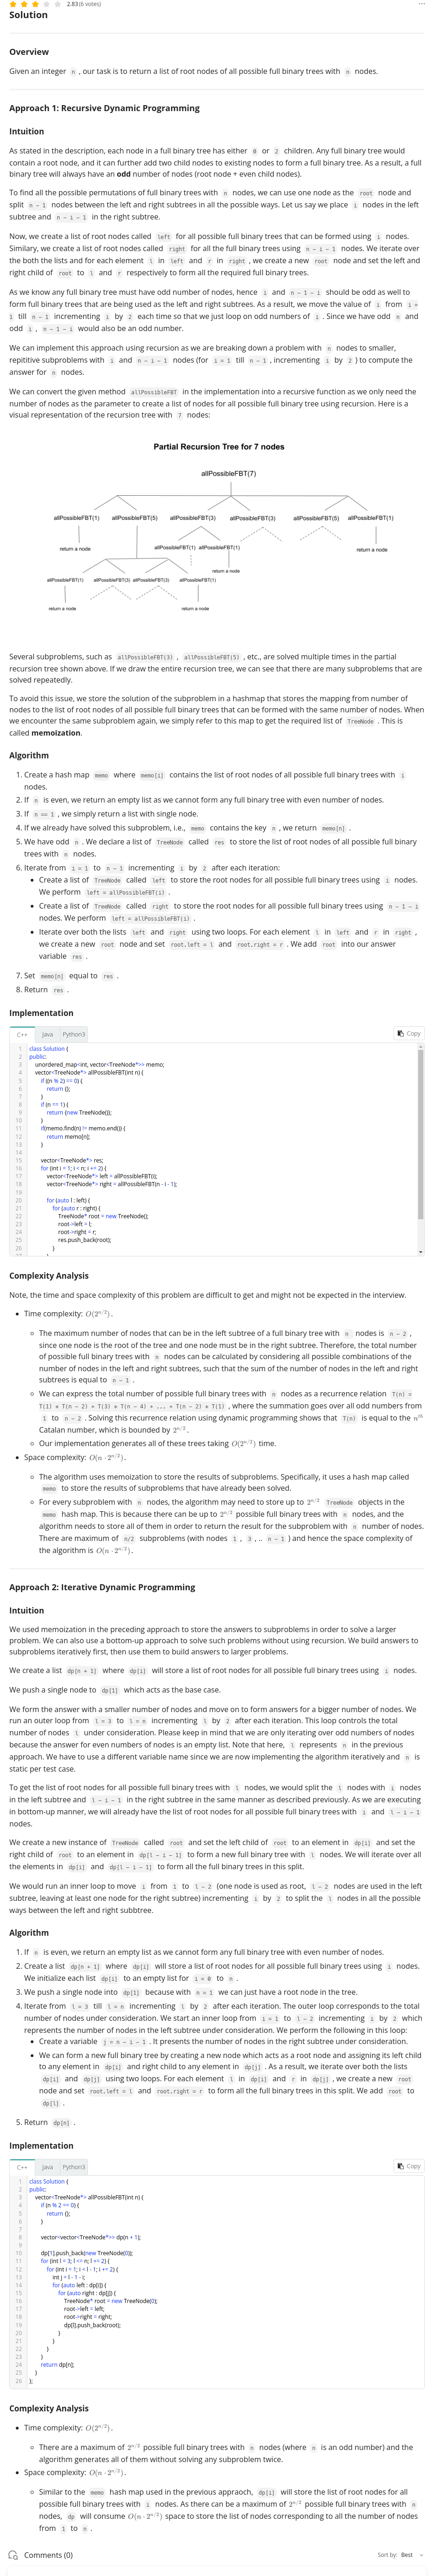 2.83 (6 votes)
Solution
Overview
Given an integer n , our task is to return a list of root nodes of all possible full binary trees with n nodes.
Approach 1: Recursive Dynamic Programming
Intuition
As stated in the description, each node in a full binary tree has either 0 or 2 children. Any full binary tree would
contain a root node, and it can further add two child nodes to existing nodes to form a full binary tree. As a result, a full
binary tree will always have an odd number of nodes (root node + even child nodes).
To find all the possible permutations of full binary trees with n nodes, we can use one node as the root node and
split n - 1 nodes between the left and right subtrees in all the possible ways. Let us say we place i nodes in the left
subtree and n - i - 1 in the right subtree.
Now, we create a list of root nodes called left for all possible full binary trees that can be formed using i nodes.
Similary, we create a list of root nodes called right for all the full binary trees using n - i - 1 nodes. We iterate over
the both the lists and for each element l in left and r in right , we create a new root node and set the left and
right child of root to l and r respectively to form all the required full binary trees.
As we know any full binary tree must have odd number of nodes, hence i and n - 1 - i should be odd as well to
form full binary trees that are being used as the left and right subtrees. As a result, we move the value of i from i =
1 till n - 1 incrementing i by 2 each time so that we just loop on odd numbers of i . Since we have odd n and
odd i , n - 1 - i would also be an odd number.
We can implement this approach using recursion as we are breaking down a problem with n nodes to smaller,
repititive subproblems with i and n - i - 1 nodes (for i = 1 till n - 1 , incrementing i by 2 ) to compute the
answer for n nodes.
We can convert the given method allPossibleFBT in the implementation into a recursive function as we only need the
number of nodes as the parameter to create a list of nodes for all possible full binary tree using recursion. Here is a
visual representation of the recursion tree with 7 nodes:
Partial Recursion Tree for 7 nodes
allPossibleFBT(7)
allPossibleFBT(1) allPossibleFBT(5) allPossibleFBT(3) allPossibleFBT(3) allPossibleFBT(5) allPossibleFBT(1)
return a node allPossibleFBT(1) allPossibleFBT(1) return a node
return a node
allPossibleFBT(1) allPossibleFBT(3) allPossibleFBT(3) allPossibleFBT(1)
return a node return a node
Several subproblems, such as allPossibleFBT(3) , allPossibleFBT(5) , etc., are solved multiple times in the partial
recursion tree shown above. If we draw the entire recursion tree, we can see that there are many subproblems that are
solved repeatedly.
To avoid this issue, we store the solution of the subproblem in a hashmap that stores the mapping from number of
nodes to the list of root nodes of all possible full binary trees that can be formed with the same number of nodes. When
we encounter the same subproblem again, we simply refer to this map to get the required list of TreeNode . This is
called memoization.
Algorithm
1. Create a hash map memo where memo[i] contains the list of root nodes of all possible full binary trees with i
nodes.
2. If n is even, we return an empty list as we cannot form any full binary tree with even number of nodes.
3. If n == 1 , we simply return a list with single node.
4. If we already have solved this subproblem, i.e., memo contains the key n , we return memo[n] .
5. We have odd n . We declare a list of TreeNode called res to store the list of root nodes of all possible full binary
trees with n nodes.
6. Iterate from i = 1 to n - 1 incrementing i by 2 after each iteration:
• Create a list of TreeNode called left to store the root nodes for all possible full binary trees using i nodes.
We perform left = allPossibleFBT(i) .
• Create a list of TreeNode called right to store the root nodes for all possible full binary trees using n - 1 - i
nodes. We perform left = allPossibleFBT(i) .
• Iterate over both the lists left and right using two loops. For each element l in left and r in right ,
we create a new root node and set root.left = l and root.right = r . We add root into our answer
variable res .
7. Set memo[n] equal to res .
8. Return res .
Implementation
C++ Java Python3 Copy
1 class Solution {
2 public:
3 unordered_map<int, vector<TreeNode*>> memo;
4 vector<TreeNode*> allPossibleFBT(int n) {
5 if ((n % 2) == 0) {
6 return {};
7 }
8 if (n == 1) {
9 return {new TreeNode()};
10 }
11 if(memo.find(n) != memo.end()) {
12 return memo[n];
13 }
14
15 vector<TreeNode*> res;
16 for (int i = 1; i < n; i += 2) {
17 vector<TreeNode*> left = allPossibleFBT(i);
18 vector<TreeNode*> right = allPossibleFBT(n - i - 1);
19
20 for (auto l : left) {
21 for (auto r : right) {
22 TreeNode* root = new TreeNode();
23 root->left = l;
24 root->right = r;
25 res.push_back(root);
26 }
27 }
Complexity Analysis
Note, the time and space complexity of this problem are difficult to get and might not be expected in the interview.
• Time complexity: O(2^{n/2}).
◦ The maximum number of nodes that can be in the left subtree of a full binary tree with n nodes is n - 2 ,
since one node is the root of the tree and one node must be in the right subtree. Therefore, the total number
of possible full binary trees with n nodes can be calculated by considering all possible combinations of the
number of nodes in the left and right subtrees, such that the sum of the number of nodes in the left and right
subtrees is equal to n - 1 .
◦ We can express the total number of possible full binary trees with n nodes as a recurrence relation T(n) =
T(1) * T(n - 2) + T(3) * T(n - 4) + ... + T(n - 2) * T(1) , where the summation goes over all odd numbers from
1 to n - 2 . Solving this recurrence relation using dynamic programming shows that T(n) is equal to the n^{th}
Catalan number, which is bounded by 2^{n/2}.
◦ Our implementation generates all of these trees taking O(2^{n/2}) time.
• Space complexity: O(n · 2^{n/2}).
◦ The algorithm uses memoization to store the results of subproblems. Specifically, it uses a hash map called
memo to store the results of subproblems that have already been solved.
◦ For every subproblem with n nodes, the algorithm may need to store up to 2^{n/2} TreeNode objects in the
memo hash map. This is because there can be up to 2^{n/2} possible full binary trees with n nodes, and the
algorithm needs to store all of them in order to return the result for the subproblem with n number of nodes.
There are n/2 subproblems (with nodes 1 , 3 , .. n - 1 ) and hence the space complexity of
the algorithm is O(n · 2^{n/2}).
Approach 2: Iterative Dynamic Programming
Intuition
We used memoization in the preceding approach to store the answers to subproblems in order to solve a larger
problem. We can also use a bottom-up approach to solve such problems without using recursion. We build answers to
subproblems iteratively first, then use them to build answers to larger problems.
We create a list dp[n + 1] where dp[i] will store a list of root nodes for all possible full binary trees using i nodes.
We push a single node to dp[1] which acts as the base case.
We form the answer with a smaller number of nodes and move on to form answers for a bigger number of nodes. We
run an outer loop from l = 3 to l = n incrementing l by 2 after each iteration. This loop controls the total
number of nodes l under consideration. Please keep in mind that we are only iterating over odd numbers of nodes
because the answer for even numbers of nodes is an empty list. Note that here, l represents n in the previous
approach. We have to use a different variable name since we are now implementing the algorithm iteratively and n is
static per test case.
To get the list of root nodes for all possible full binary trees with l nodes, we would split the l nodes with i nodes
in the left subtree and l - i - 1 in the right subtree in the same manner as described previously. As we are executing
in bottom-up manner, we will already have the list of root nodes for all possible full binary trees with i and l - i - 1
nodes.
We create a new instance of TreeNode called root and set the left child of root to an element in dp[i] and set the
right child of root to an element in dp[l - i - 1] to form a new full binary tree with l nodes. We will iterate over all
the elements in dp[i] and dp[l - i - 1] to form all the full binary trees in this split.
We would run an inner loop to move i from 1 to l - 2 (one node is used as root, l - 2 nodes are used in the left
subtree, leaving at least one node for the right subtree) incrementing i by 2 to split the l nodes in all the possible
ways between the left and right subbtree.
Algorithm
1. If n is even, we return an empty list as we cannot form any full binary tree with even number of nodes.
2. Create a list dp[n + 1] where dp[i] will store a list of root nodes for all possible full binary trees using i nodes.
We initialize each list dp[i] to an empty list for i = 0 to n .
3. We push a single node into dp[1] because with n = 1 we can just have a root node in the tree.
4. Iterate from l = 3 till l = n incrementing l by 2 after each iteration. The outer loop corresponds to the total
number of nodes under consideration. We start an inner loop from i = 1 to l - 2 incrementing i by 2 which
represents the number of nodes in the left subtree under consideration. We perform the following in this loop:
• Create a variable j = n - i - 1 . It presents the number of nodes in the right subtree under consideration.
• We can form a new full binary tree by creating a new node which acts as a root node and assigning its left child
to any element in dp[i] and right child to any element in dp[j] . As a result, we iterate over both the lists
dp[i] and dp[j] using two loops. For each element l in dp[i] and r in dp[j] , we create a new root
node and set root.left = l and root.right = r to form all the full binary trees in this split. We add root to
dp[l] .
5. Return dp[n] .
Implementation
C++ Java Python3 Copy
1 class Solution {
2 public:
3 vector<TreeNode*> allPossibleFBT(int n) {
4 if (n % 2 == 0) {
5 return {};
6 }
7
8 vector<vector<TreeNode*>> dp(n + 1);
9
10 dp[1].push_back(new TreeNode(0));
11 for (int l = 3; l <= n; l += 2) {
12 for (int i = 1; i < l - 1; i += 2) {
13 int j = l - 1 - i;
14 for (auto left : dp[i]) {
15 for (auto right : dp[j]) {
16 TreeNode* root = new TreeNode(0);
17 root->left = left;
18 root->right = right;
19 dp[l].push_back(root);
20 }
21 }
22 }
23 }
24 return dp[n];
25 }
26 };
Complexity Analysis
• Time complexity: O(2^{n/2}).
◦ There are a maximum of 2^{n/2} possible full binary trees with n nodes (where n is an odd number) and the
algorithm generates all of them without solving any subproblem twice.
• Space complexity: O(n · 2^{n/2}).
◦ Similar to the memo hash map used in the previous approach, dp[i] will store the list of root nodes for all
possible full binary trees with i nodes. As there can be a maximum of 2^{n/2} possible full binary trees with n
nodes, dp will consume O(n · 2^{n/2}) space to store the list of nodes corresponding to all the number of nodes
from 1 to n .
Comments (0) Sort by: Best